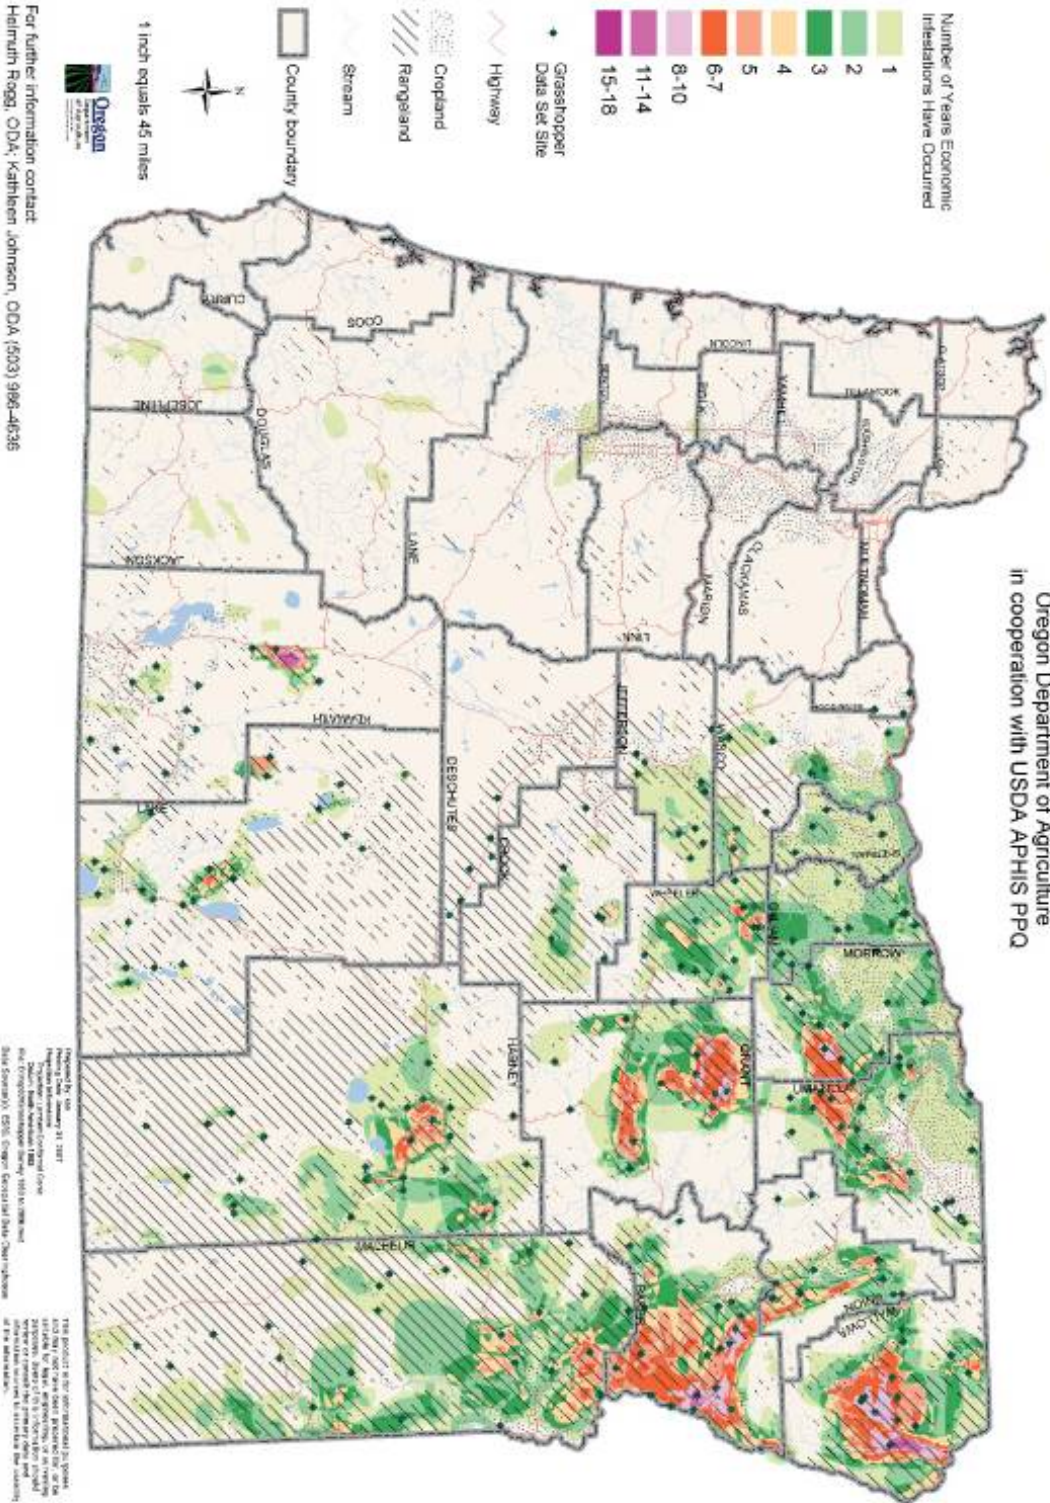 Oregon Department of Agriculture
in cooperation with USDA APHIS PPQ
Number of Years Economic
Infestations Have Occurred
1
2
3
4
5
6-7
8-10
11-14
15-18
Grasshopper
Data Set Site
Highway
Cropland
Rangeland
Stream
County boundary
N
1 inch equals 45 miles
Oregon
For further information contact
Helmuth Rogg, ODA; Kathleen Johnson, ODA (503) 986-4636
CLATSOP
WASHINGTON
YAMHILL
POLK
LINCOLN
BENTON
MULTNOMAH
CLACKAMAS
MARION
LINN
LANE
DOUGLAS
COOS
CURRY
JOSEPHINE
JACKSON
KLAMATH
LAKE
DESCHUTES
JEFFERSON
CROOK
WASCO
SHERMAN
GILLIAM
WHEELER
MORROW
UMATILLA
GRANT
HARNEY
MALHEUR
BAKER
UNION
WALLOWA